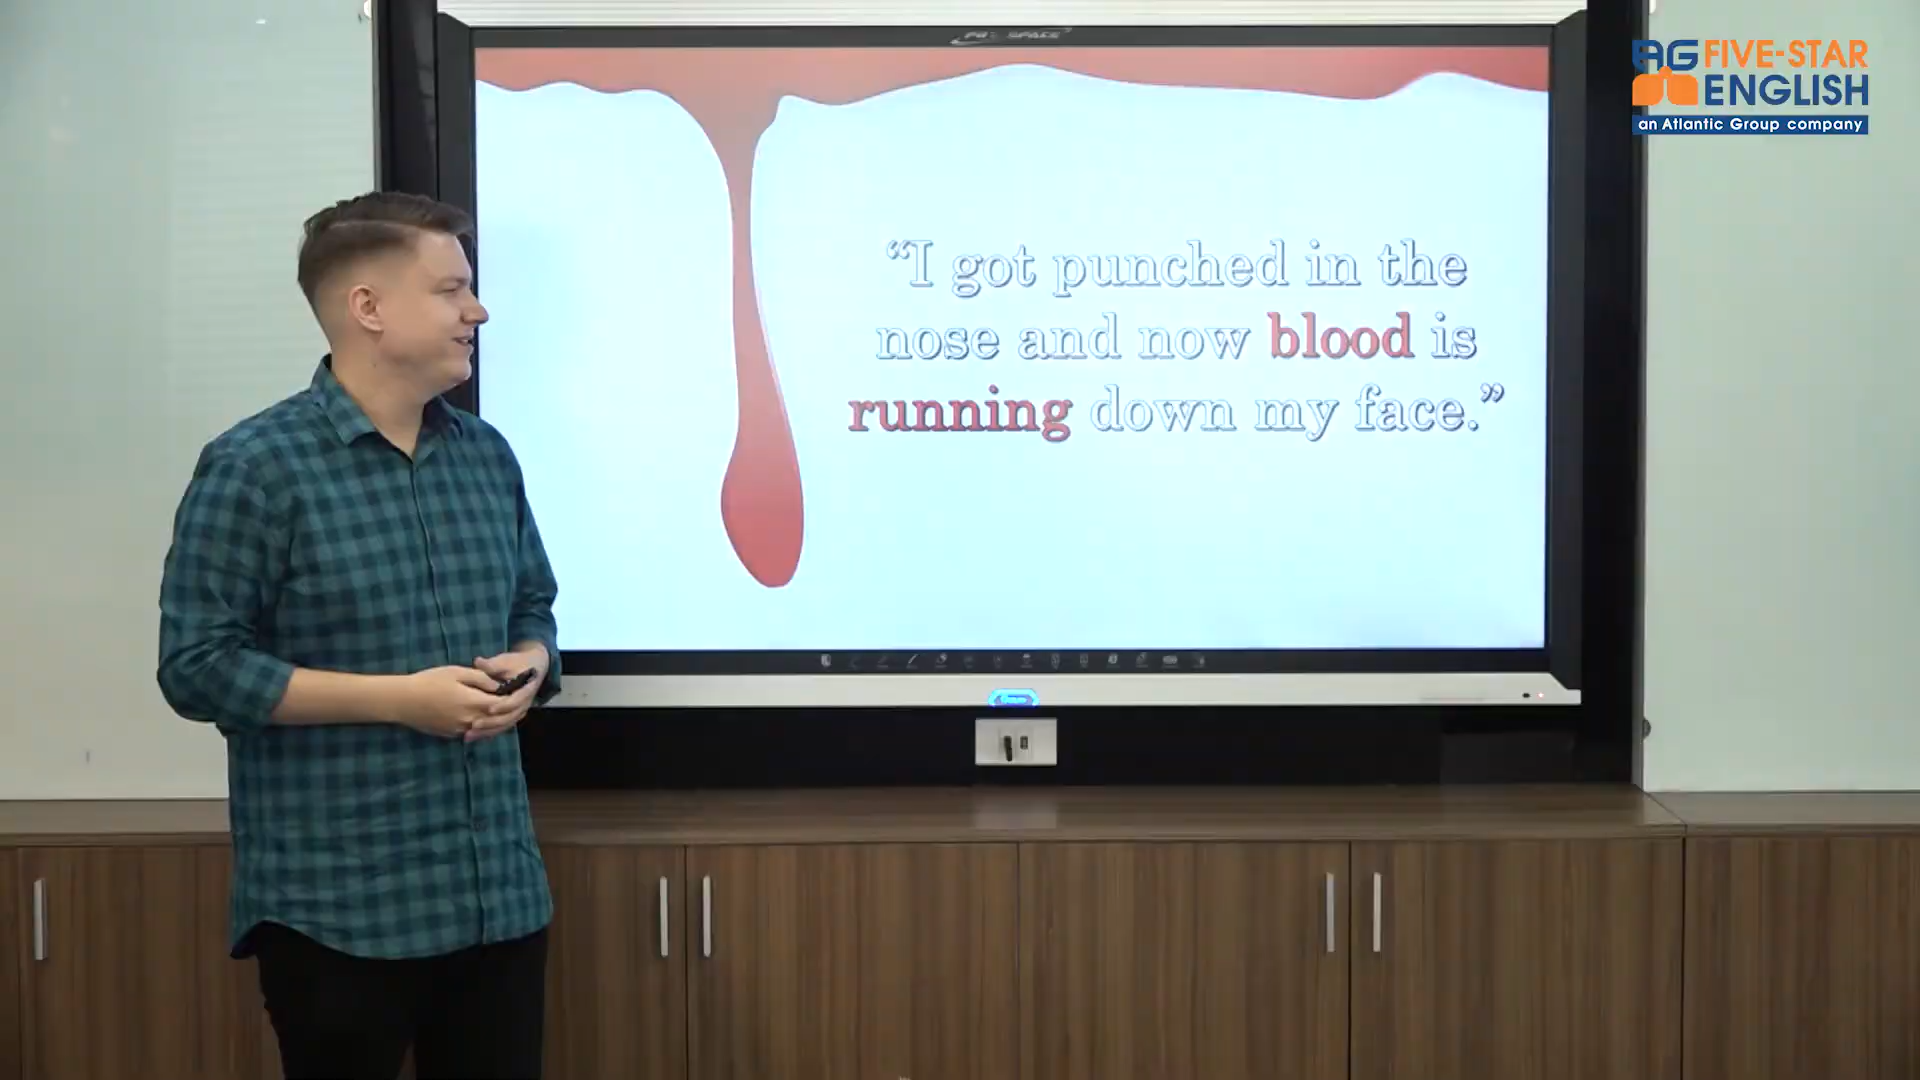 AG FIVE-STAR
ENGLISH
an Atlantic Group company
“I got punched in the
nose and now blood is
running down my face.”